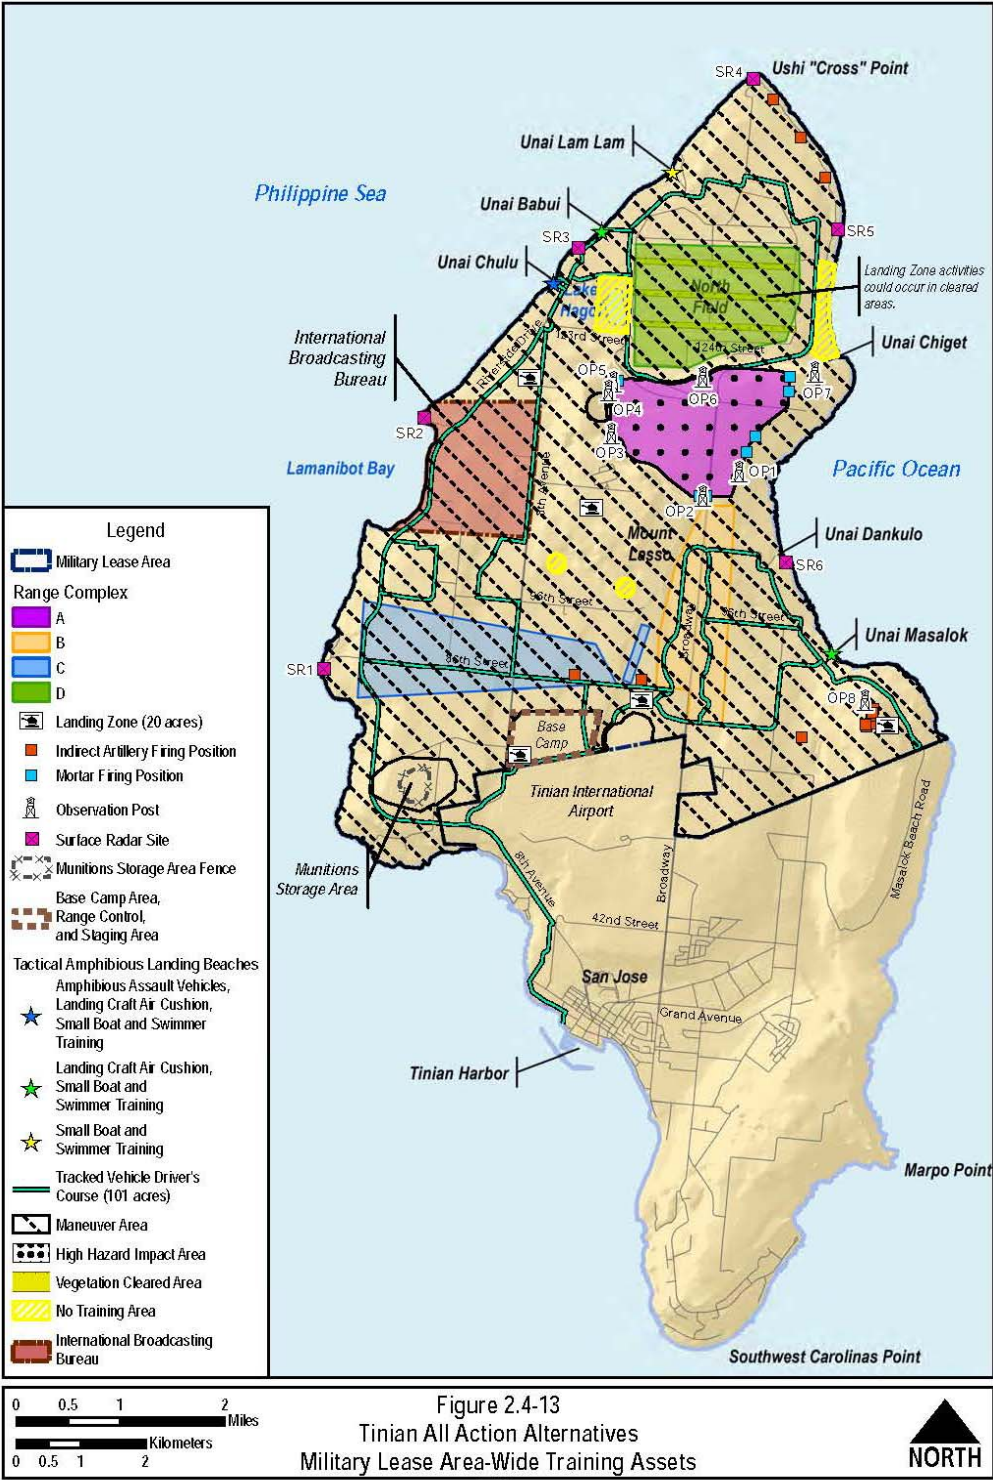 SR4
Ushi "Cross" Point
Unai Lam Lam
Philippine Sea
Unai Babui
SR3
SR5
Unai Chulu
Landing Zone activities
could occur in cleared
areas.
Lake
Hago
North
Field
International
Broadcasting
Bureau
Riverside Drive
123rd Street
124th Street
Unai Chiget
OP5
OP4
OP6
OP7
SR2
OP3
Lamanibot Bay
8th Avenue
OP1
Pacific Ocean
OP2
Mount
Lasso
Unai Dankulo
SR6
96th Street
96th Street
Broadway
Unai Masalok
SR1
86th Street
OP8
Base
Camp
Tinian International
Airport
Munitions
Storage Area
8th Avenue
Broadway
Masalok Beach Road
42nd Street
San Jose
Grand Avenue
Tinian Harbor
Marpo Point
Southwest Carolinas Point
Legend
Military Lease Area
Range Complex
A
B
C
D
Landing Zone (20 acres)
Indirect Artillery Firing Position
Mortar Firing Position
Observation Post
Surface Radar Site
Munitions Storage Area Fence
Base Camp Area,
Range Control,
and Staging Area
Tactical Amphibious Landing Beaches
Amphibious Assault Vehicles,
Landing Craft Air Cushion,
Small Boat and Swimmer
Training
Landing Craft Air Cushion,
Small Boat and
Swimmer Training
Small Boat and
Swimmer Training
Tracked Vehicle Driver's
Course (101 acres)
Maneuver Area
High Hazard Impact Area
Vegetation Cleared Area
No Training Area
International Broadcasting
Bureau
0 0.5 1 2
Miles
Kilometers
0 0.5 1 2
Figure 2.4-13
Tinian All Action Alternatives
Military Lease Area-Wide Training Assets
NORTH